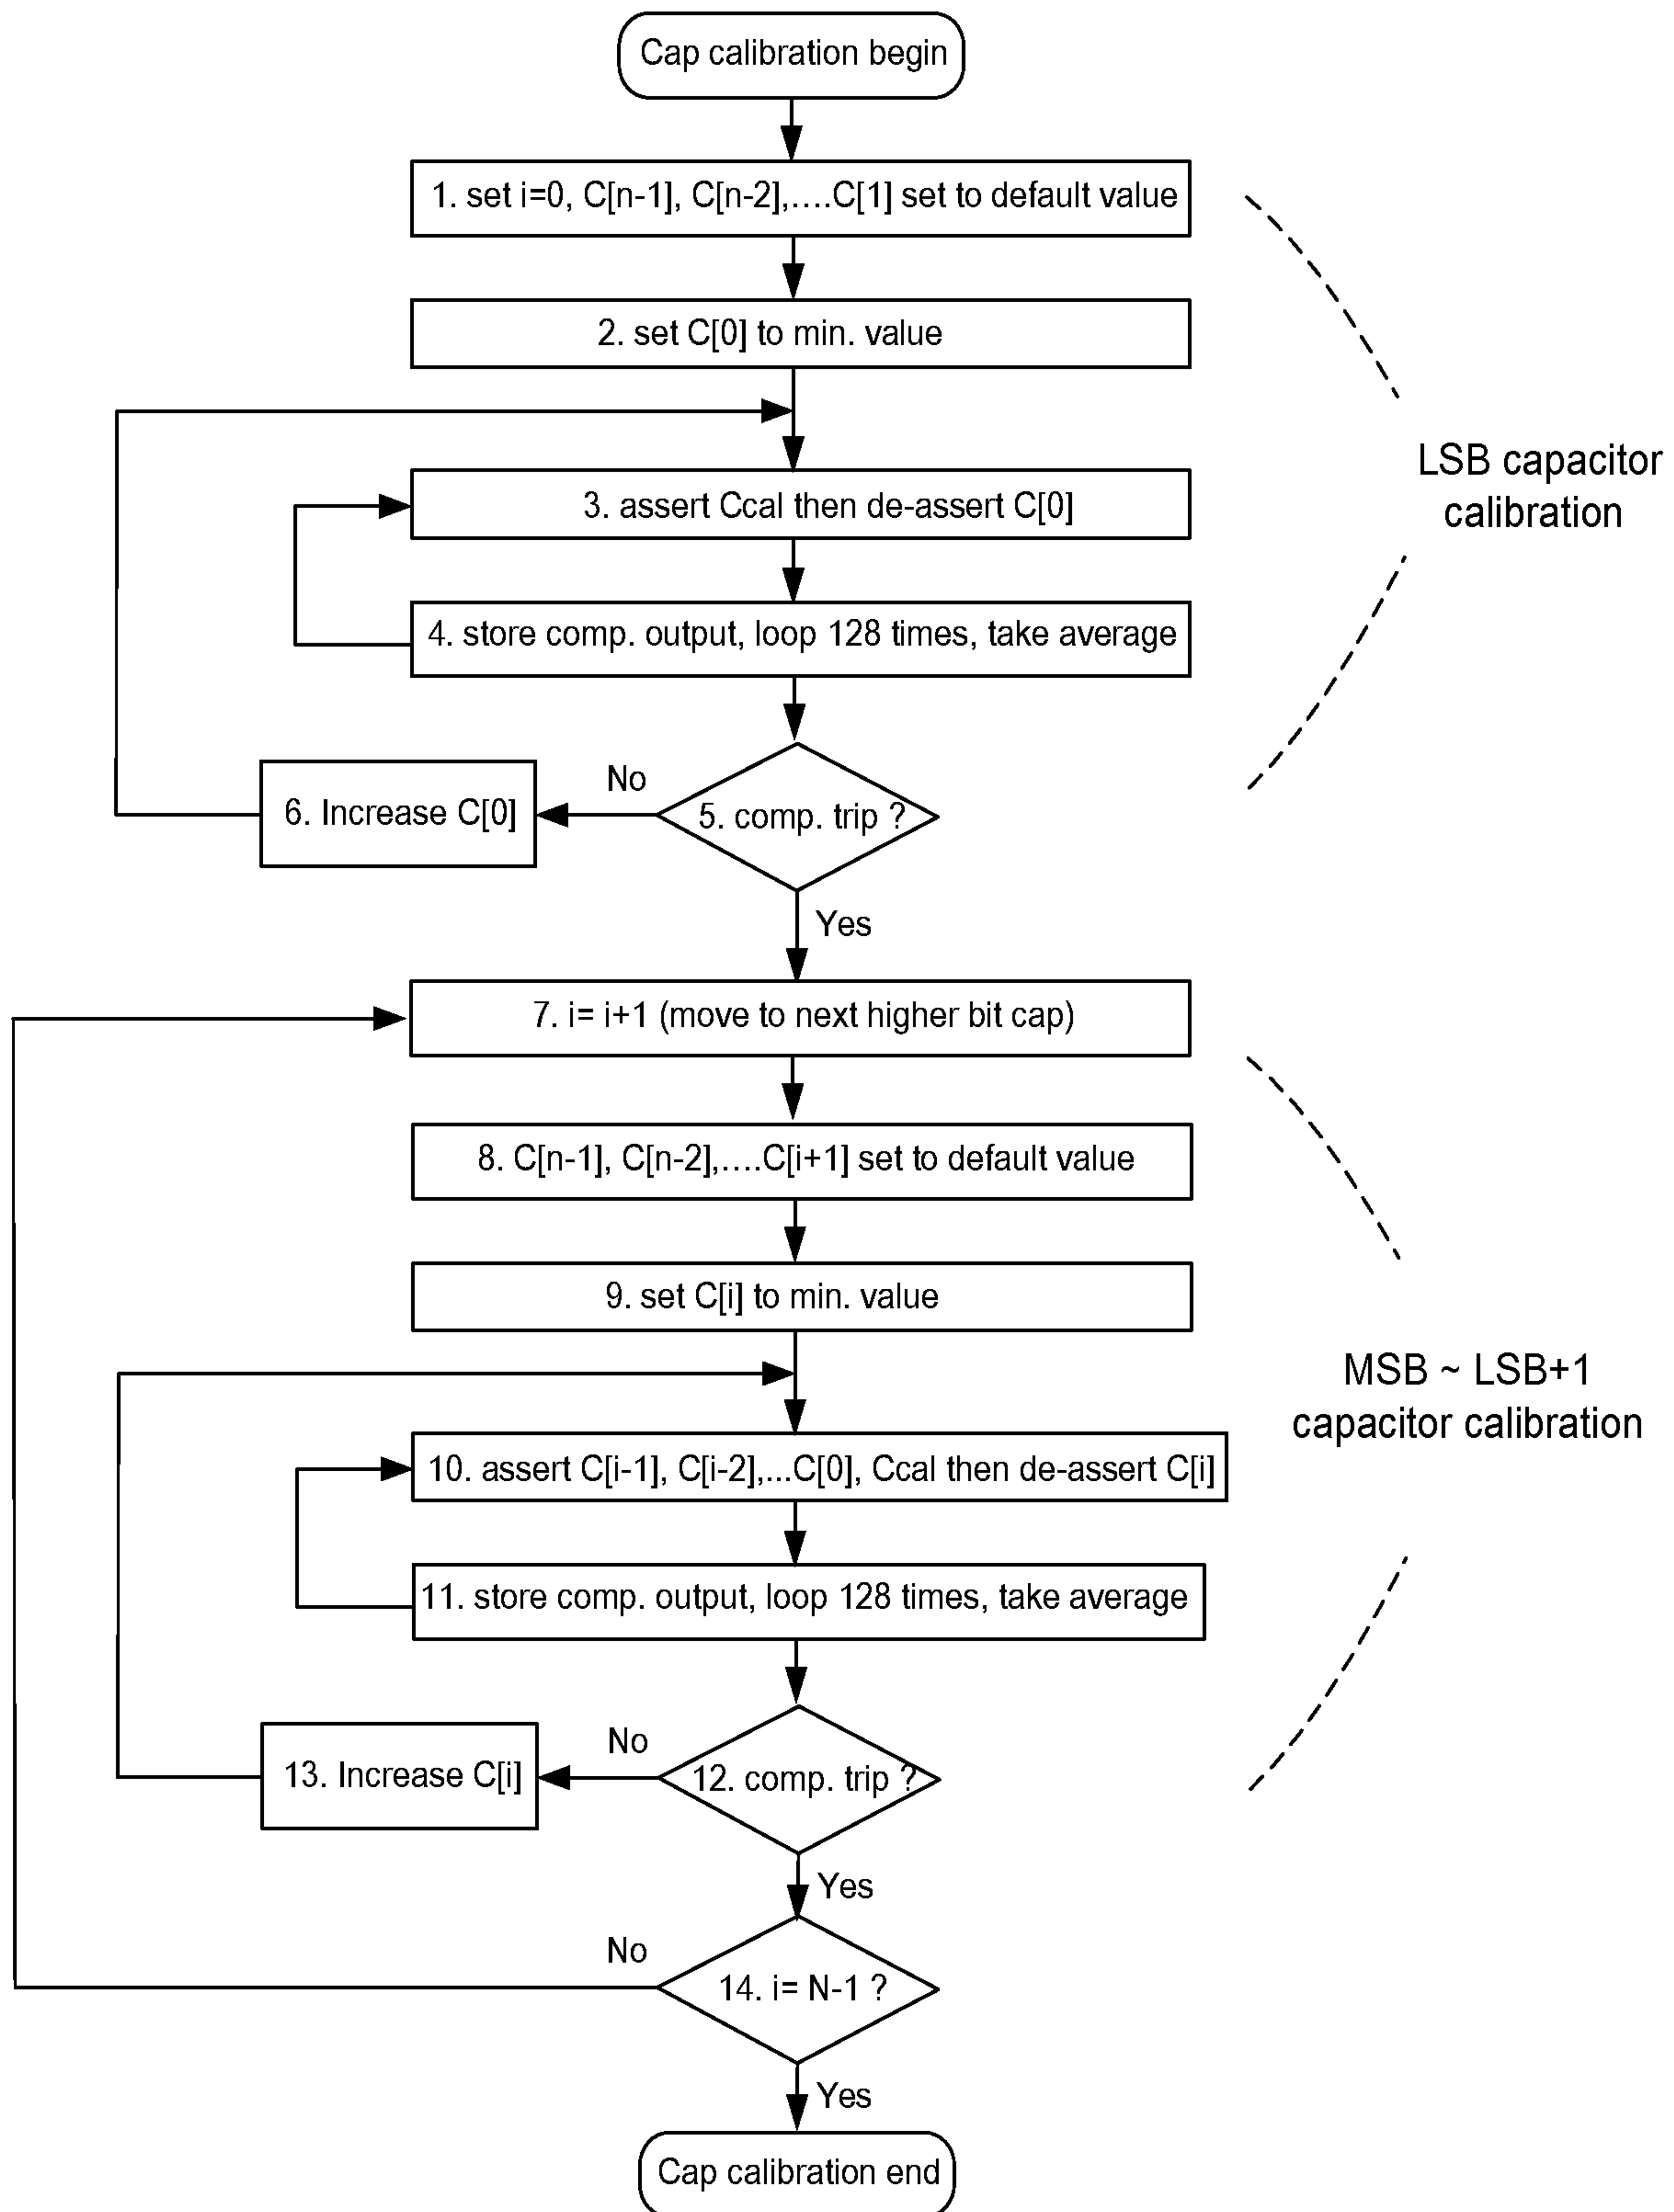 Cap calibration begin
1. set i=0, C[n-1], C[n-2],....C[1] set to default value
2. set C[0] to min. value
LSB capacitor
calibration
3. assert Ccal then de-assert C[0]
4. store comp. output, loop 128 times, take average
No
6. Increase C[0]
5. comp. trip ?
Yes
7. i= i+1 (move to next higher bit cap)
8. C[n-1], C[n-2],....C[i+1] set to default value
9. set C[i] to min. value
MSB ~ LSB+1
capacitor calibration
10. assert C[i-1], C[i-2],...C[0], Ccal then de-assert C[i]
11. store comp. output, loop 128 times, take average
No
13. Increase C[i]
12. comp. trip ?
Yes
No
14. i= N-1 ?
Yes
Cap calibration end